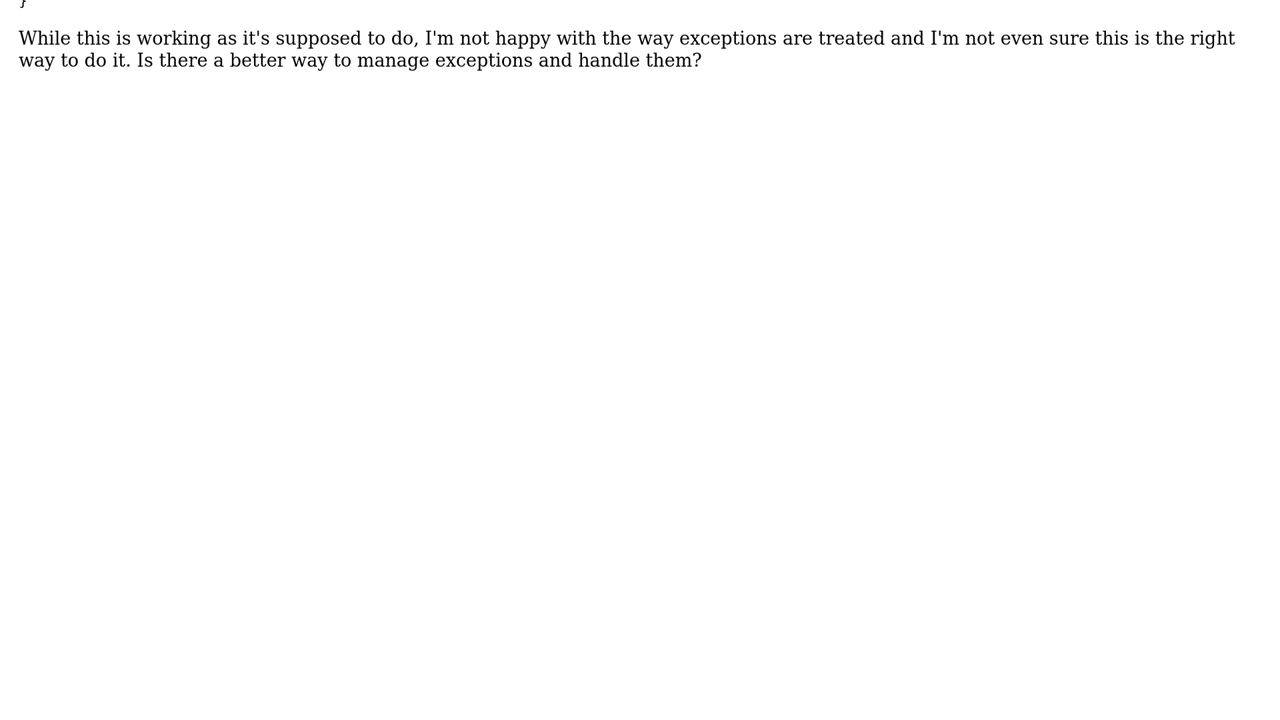 }
While this is working as it's supposed to do, I'm not happy with the way exceptions are treated and I'm not even sure this is the right
way to do it. Is there a better way to manage exceptions and handle them?